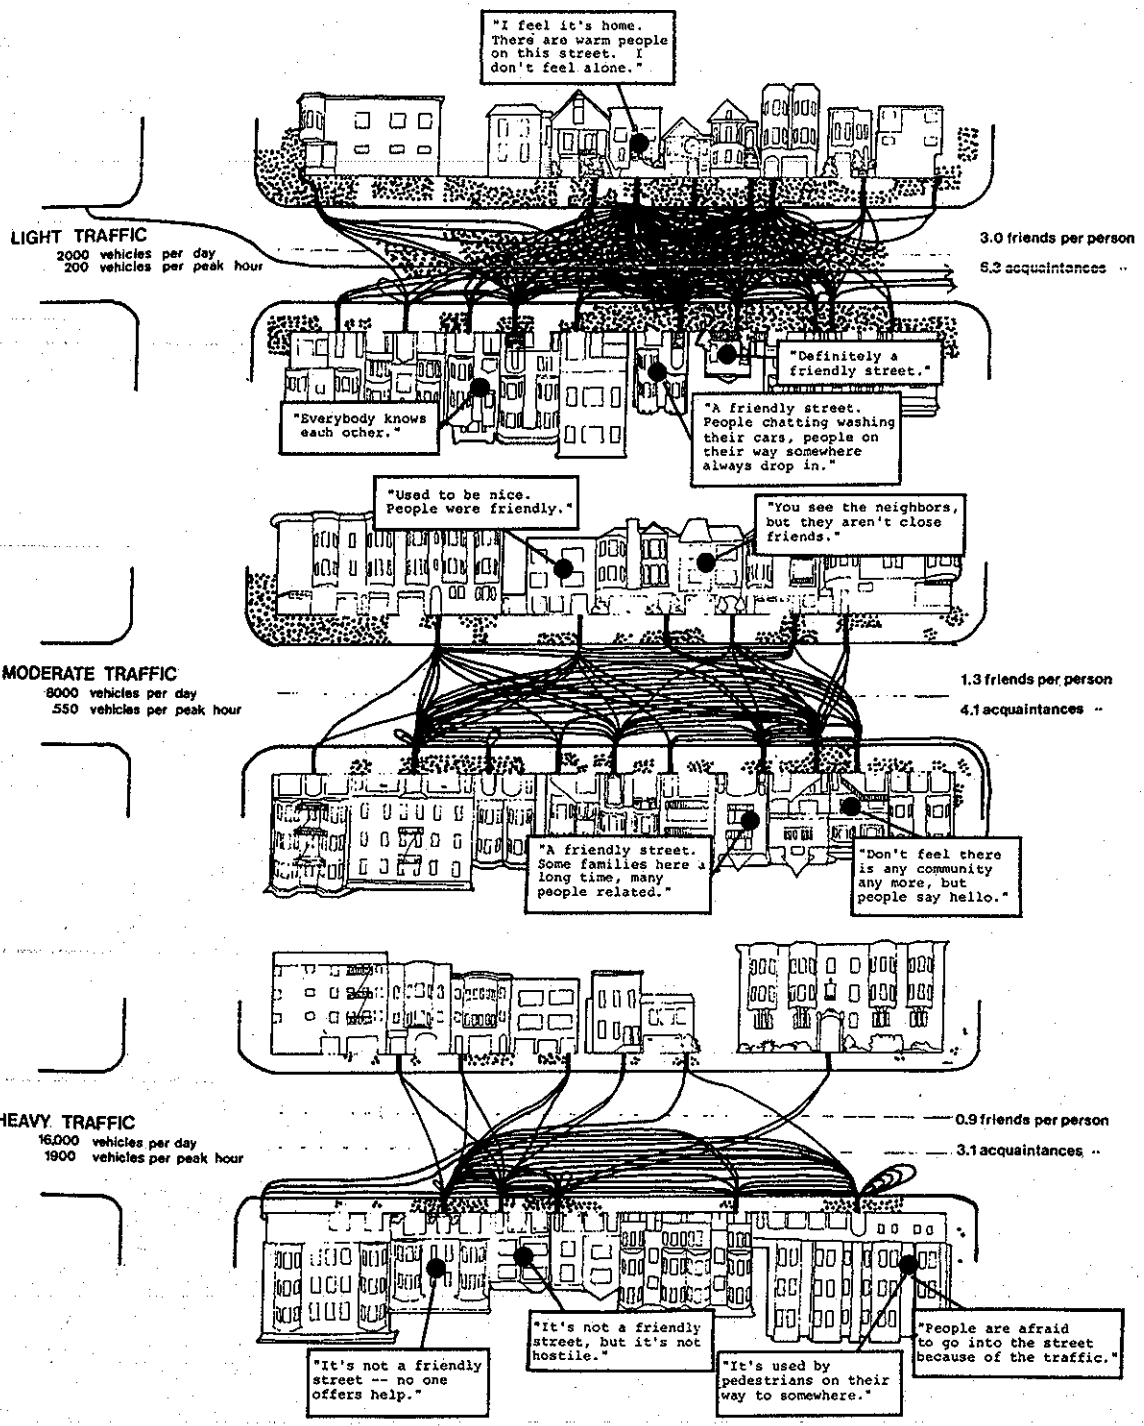 "I feel it's home.
There are warm people
on this street. I
don't feel alone."
LIGHT TRAFFIC
2000 vehicles per day
200 vehicles per peak hour
3.0 friends per person
6.3 acquaintances "
"Definitely a
friendly street."
"Everybody knows
each other."
"A friendly street.
People chatting washing
their cars, people on
their way somewhere
always drop in."
"Used to be nice.
People were friendly."
"You see the neighbors,
but they aren't close
friends."
MODERATE TRAFFIC
8000 vehicles per day
550 vehicles per peak hour
1.3 friends per person
4.1 acquaintances "
"A friendly street.
Some families here a
long time, many
people related."
"Don't feel there
is any community
any more, but
people say hello."
HEAVY TRAFFIC
16,000 vehicles per day
1900 vehicles per peak hour
0.9 friends per person
3.1 acquaintances "
"It's not a friendly
street -- no one
offers help."
"It's not a friendly
street, but it's not
hostile."
"It's used by
pedestrians on their
way to somewhere."
"People are afraid
to go into the street
because of the traffic."